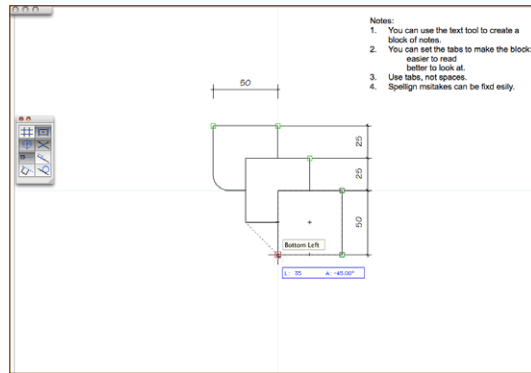 Notes:
1. You can use the text tool to create a
block of notes.
2. You can set the tabs to make the block:
easier to read
better to look at.
3. Use tabs, not spaces.
4. Spellign msitakes can be fixd esily.
50
25
25
50
Bottom Left
L: 35 A: -45.00°